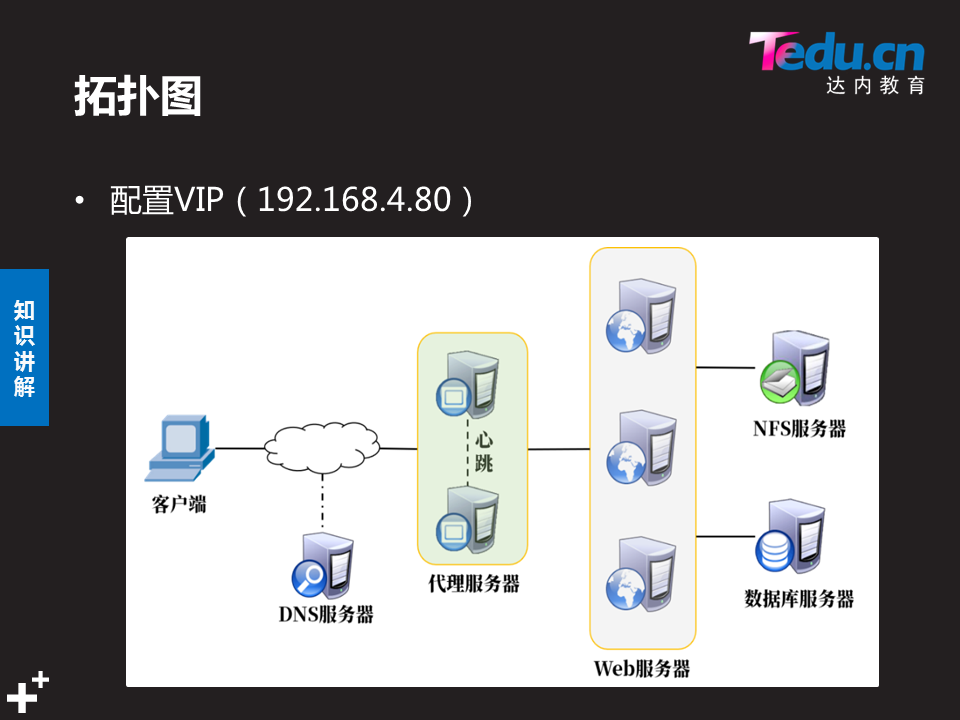 Tedu.cn
达内教育
拓扑图
• 配置VIP（192.168.4.80）
知识讲解
心跳
NFS服务器
客户端
代理服务器
DNS服务器
数据库服务器
Web服务器